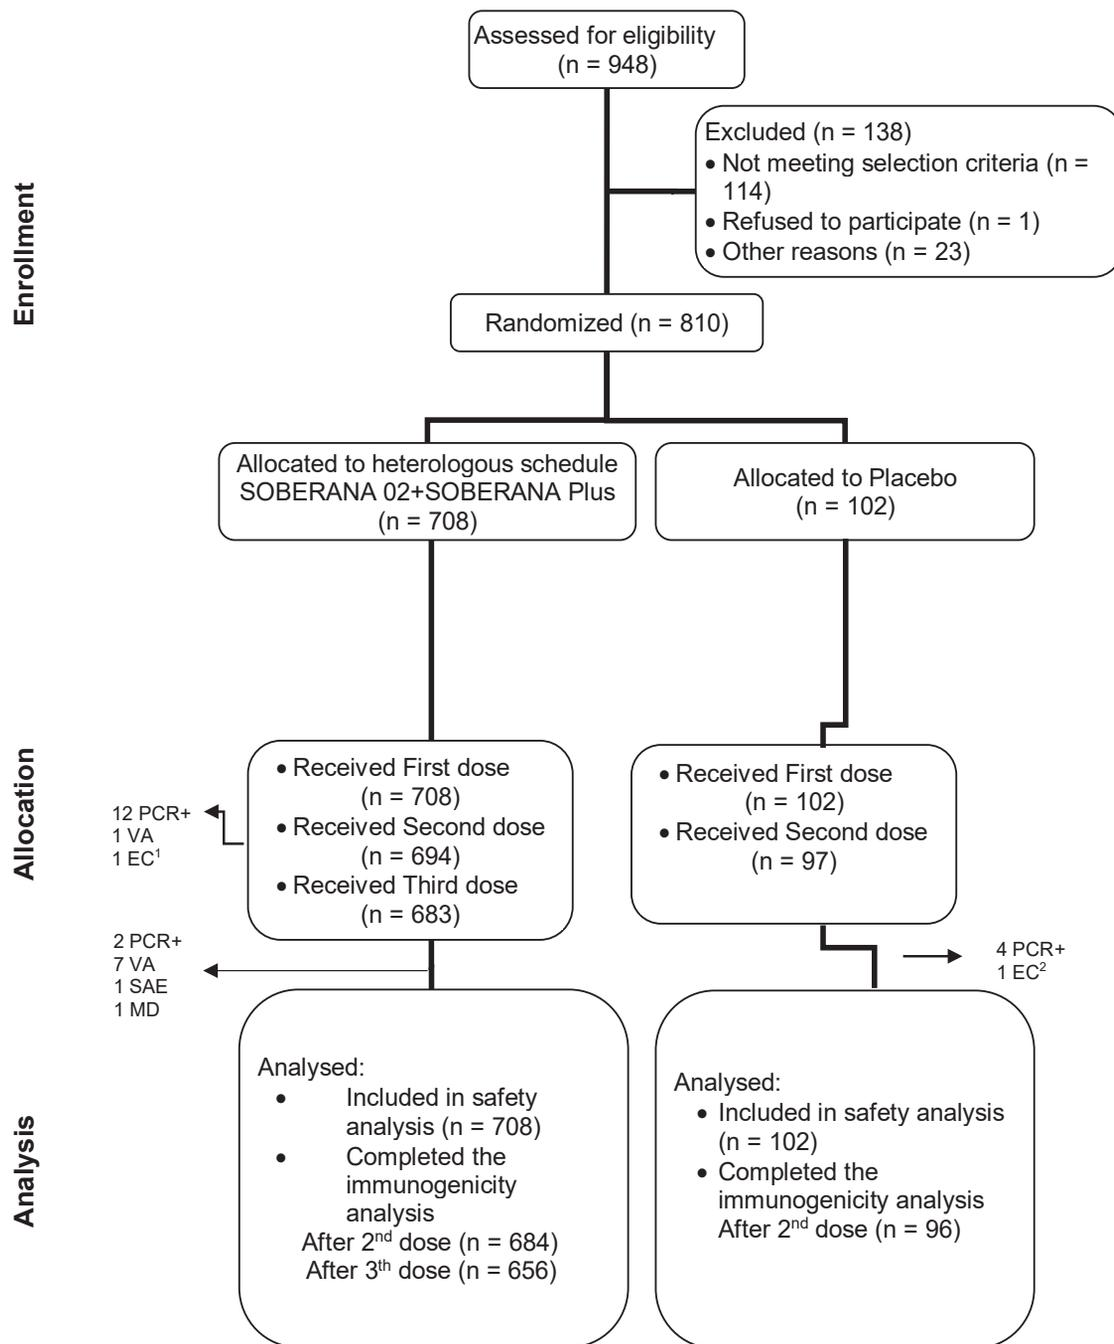 Assessed for eligibility
(n = 948)
Excluded (n = 138)
• Not meeting selection criteria (n =
114)
• Refused to participate (n = 1)
• Other reasons (n = 23)
Enrollment
Randomized (n = 810)
Allocated to heterologous schedule
SOBERANA 02+SOBERANA Plus
(n = 708)
Allocated to Placebo
(n = 102)
Allocation
• Received First dose
(n = 708)
• Received Second dose
(n = 694)
• Received Third dose
(n = 683)
12 PCR+
1 VA
1 EC¹
2 PCR+
7 VA
1 SAE
1 MD
• Received First dose
(n = 102)
• Received Second dose
(n = 97)
4 PCR+
1 EC²
Analysis
Analysed:
• Included in safety
analysis (n = 708)
• Completed the
immunogenicity
analysis
After 2nd dose (n = 684)
After 3th dose (n = 656)
Analysed:
• Included in safety analysis
(n = 102)
• Completed the
immunogenicity analysis
After 2nd dose (n = 96)